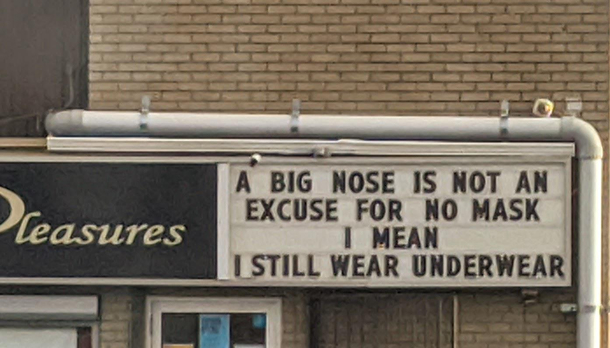 Pleasures
A BIG NOSE IS NOT AN
EXCUSE FOR NO MASK
I MEAN
I STILL WEAR UNDERWEAR